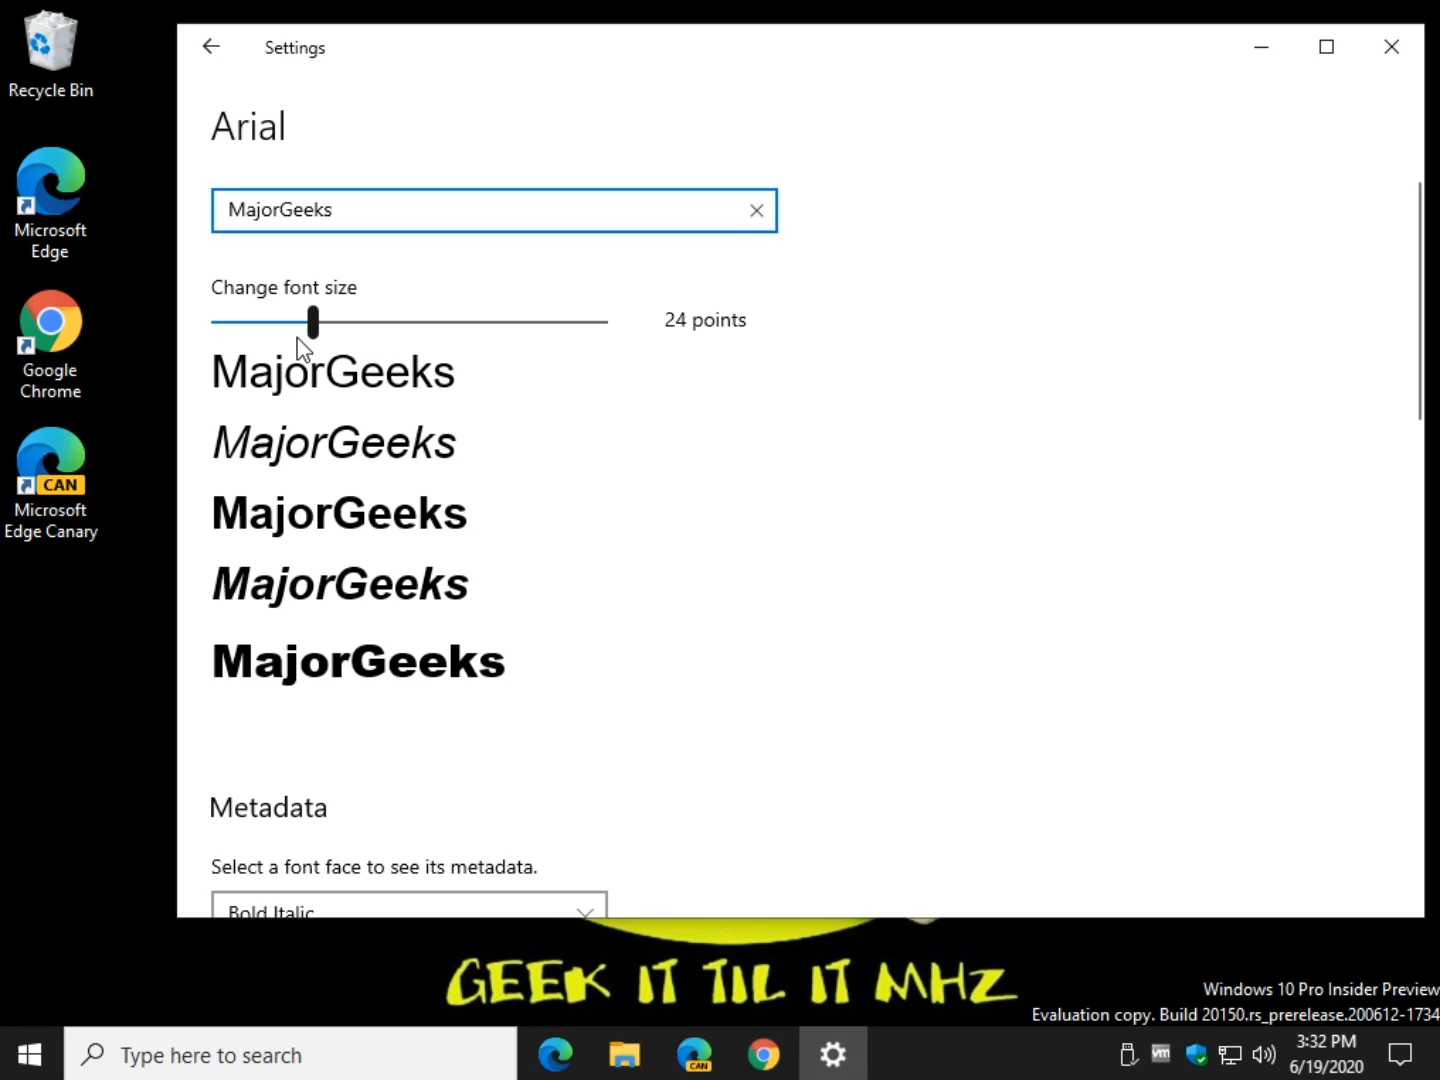 Recycle Bin
Microsoft
Edge
Google
Chrome
CAN
Microsoft
Edge Canary
Settings
Arial
MajorGeeks
Change font size
24 points
MajorGeeks
MajorGeeks
MajorGeeks
MajorGeeks
MajorGeeks
Metadata
Select a font face to see its metadata.
Bold Italic
GEEK IT TIL IT MHZ
Windows 10 Pro Insider Preview
Evaluation copy. Build 20150.rs_prerelease.200612-1734
Type here to search
CAN
vm
3:32 PM
6/19/2020